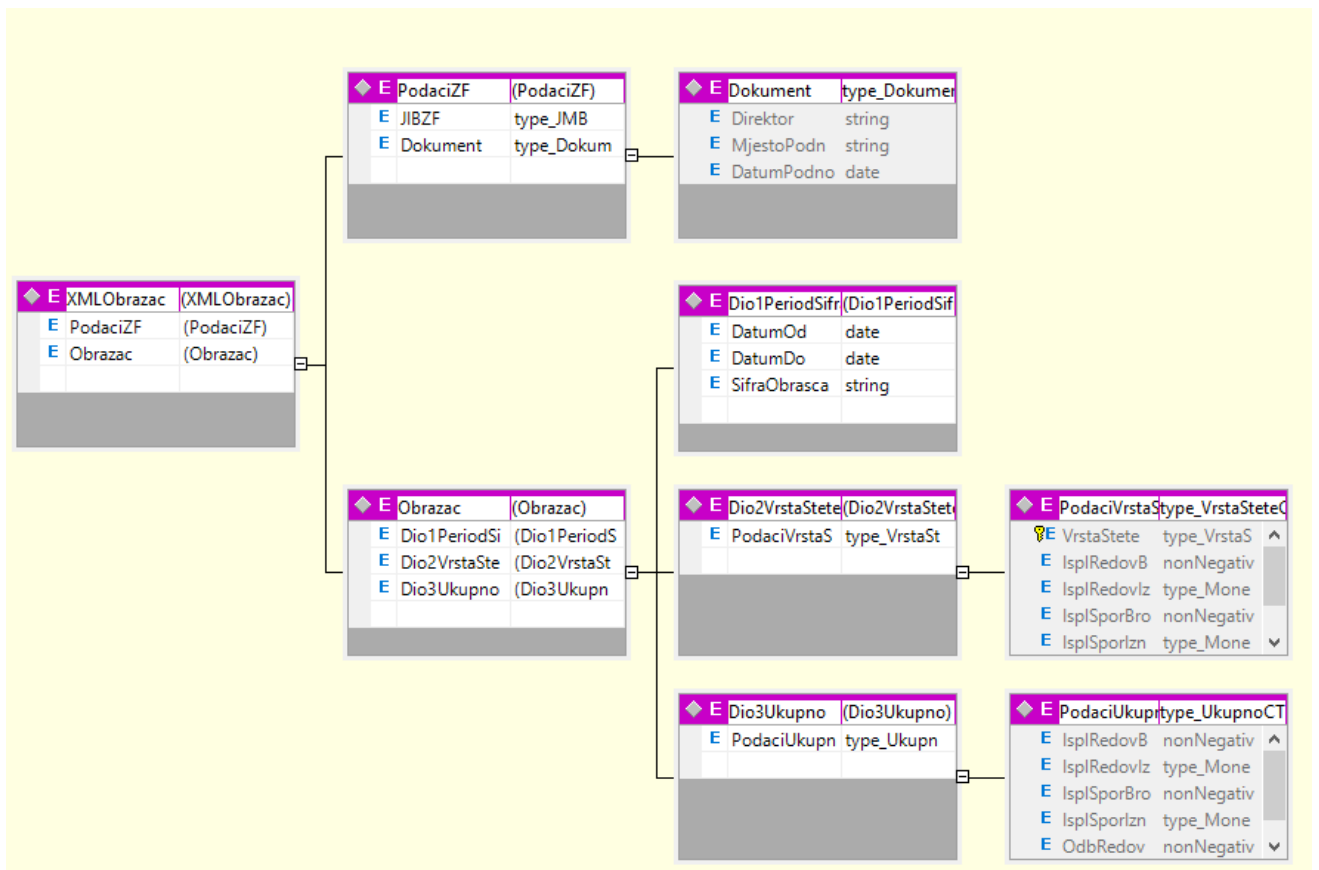 E PodaciZF (PodaciZF)
E JIBZF type_JMB
E Dokument type_Dokum
E Dokument type_Dokumen
E Direktor string
E MjestoPodn string
E DatumPodno date
E XMLObrazac (XMLObrazac)
E PodaciZF (PodaciZF)
E Obrazac (Obrazac)
E Dio1PeriodSifr (Dio1PeriodSif
E DatumOd date
E DatumDo date
E SifraObrasca string
E Obrazac (Obrazac)
E Dio1PeriodSi (Dio1PeriodS
E Dio2VrstaSte (Dio2VrstaSt
E Dio3Ukupno (Dio3Ukupn
E Dio2VrstaStete (Dio2VrstaStet
E PodaciVrstaS type_VrstaSt
E PodaciVrstaS type_VrstaSteteC
E VrstaStete type_VrstaS
E IsplRedovB nonNegativ
E IsplRedovIz type_Mone
E IsplSporBro nonNegativ
E IsplSporIzn type_Mone
E Dio3Ukupno (Dio3Ukupno)
E PodaciUkupn type_Ukupn
E PodaciUkupn type_UkupnoCT
E IsplRedovB nonNegativ
E IsplRedovIz type_Mone
E IsplSporBro nonNegativ
E IsplSporIzn type_Mone
E OdbRedov nonNegativ